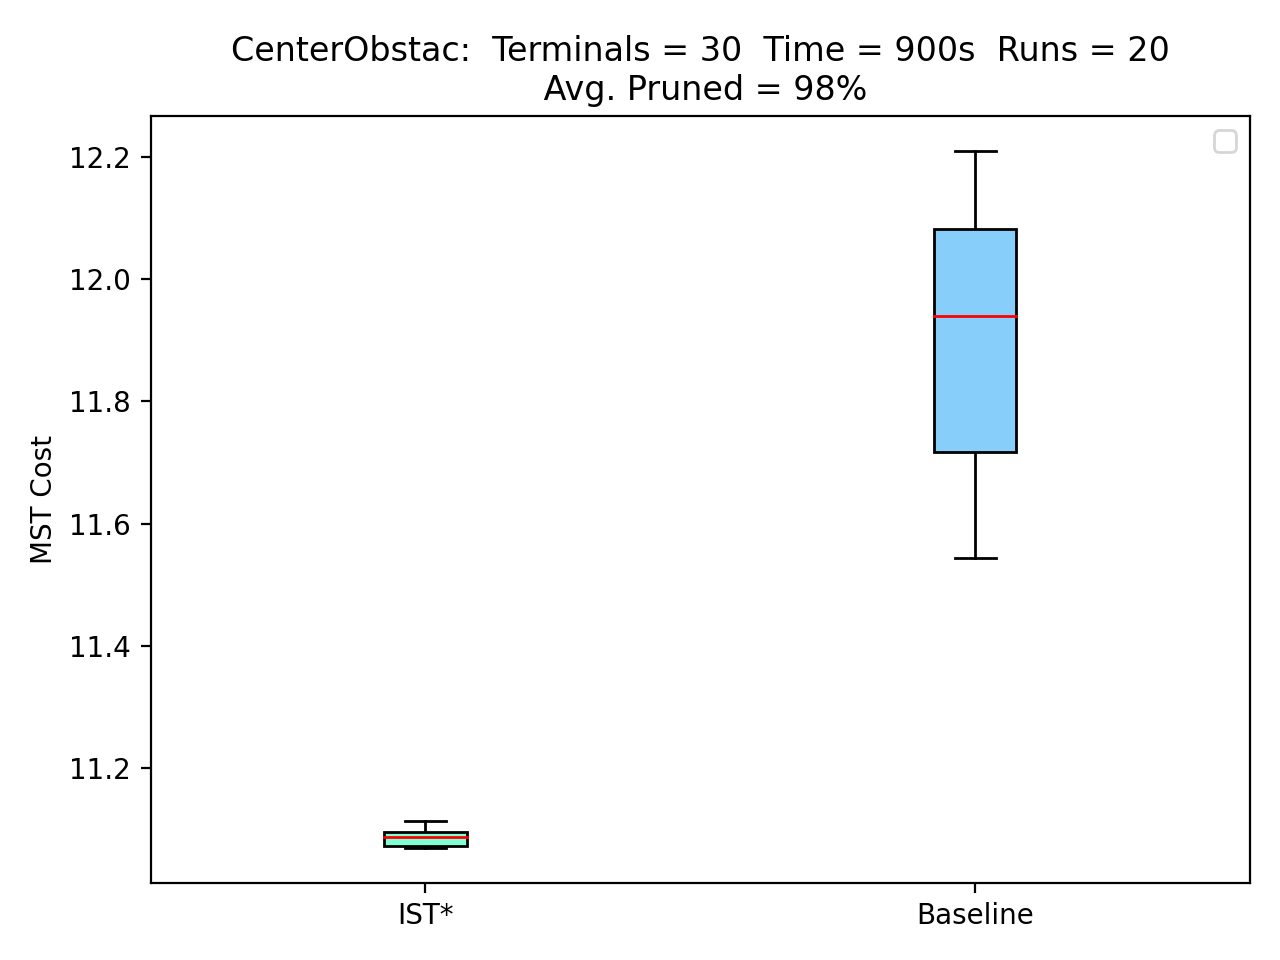 CenterObstac:  Terminals = 30  Time = 900s  Runs = 20
Avg. Pruned = 98%
MST Cost
12.2
12.0
11.8
11.6
11.4
11.2
IST*
Baseline